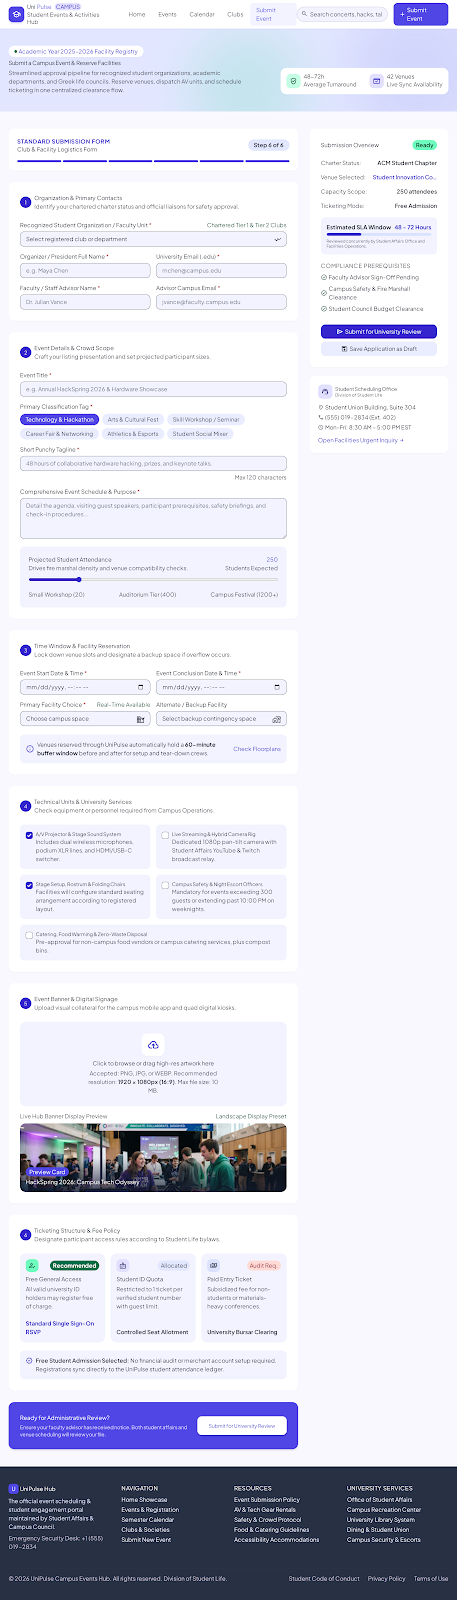 Uni Pulse CAMPUS
Student Events & Activities
Hub
Home
Events
Calendar
Clubs
Submit
Event
Search concerts, hacks, tal
+ Submit
Event
Academic Year 2025-2026 Facility Registry
Submit a Campus Event & Reserve Facilities
Streamlined approval pipeline for recognized student organizations, academic
departments, and Greek life councils. Reserve venues, dispatch AV units, and schedule
ticketing in one centralized clearance flow.
48-72h
Average Turnaround
42 Venues
Live Sync Availability
STANDARD SUBMISSION FORM
Club & Facility Logistics Form
Step 6 of 6
1
Organization & Primary Contacts
Identify your chartered charter status and official liaisons for safety approval.
Recognized Student Organization / Faculty Unit *
Chartered Tier 1 & Tier 2 Clubs
Select registered club or department
Organizer / President Full Name *
University Email (.edu) *
e.g. Maya Chen
mchen@campus.edu
Faculty / Staff Advisor Name *
Advisor Campus Email *
Dr. Julian Vance
jvance@faculty.campus.edu
2
Event Details & Crowd Scope
Craft your listing presentation and set projected participant sizes.
Event Title *
e.g. Annual HackSpring 2026 & Hardware Showcase
Primary Classification Tag *
Technology & Hackathon
Arts & Cultural Fest
Skill Workshop / Seminar
Career Fair & Networking
Athletics & Esports
Student Social Mixer
Short Punchy Tagline *
48 hours of collaborative hardware hacking, prizes, and keynote talks.
Max 120 characters
Comprehensive Event Schedule & Purpose *
Detail the agenda, visiting guest speakers, participant prerequisites, safety briefings, and
check-in procedures...
Projected Student Attendance
250
Drives fire marshal density and venue compatibility checks.
Students Expected
Small Workshop (20)
Auditorium Tier (400)
Campus Festival (1200+)
3
Time Window & Facility Reservation
Lock down venue slots and designate a backup space if overflow occurs.
Event Start Date & Time *
Event Conclusion Date & Time *
mm/dd/yyyy, --:-- --
mm/dd/yyyy, --:-- --
Primary Facility Choice *
Real-Time Available
Alternate / Backup Facility
Choose campus space
Select backup contingency space
Venues reserved through UniPulse automatically hold a 60-minute
buffer window before and after for setup and tear-down crews.
Check Floorplans
4
Technical Units & University Services
Check equipment or personnel required from Campus Operations.
A/V Projector & Stage Sound System
Includes dual wireless microphones,
podium XLR lines, and HDMI/USB-C
switcher.
Live Streaming & Hybrid Camera Rig
Dedicated 1080p pan-tilt camera with
Student Affairs YouTube & Twitch
broadcast relay.
Stage Setup, Rostrum & Folding Chairs
Facilities will configure standard seating
arrangement according to registered
layout.
Campus Safety & Night Escort Officers
Mandatory for events exceeding 300
guests or extending past 10:00 PM on
weeknights.
Catering, Food Warming & Zero-Waste Disposal
Pre-approval for non-campus food vendors or campus catering services, plus compost
bins.
5
Event Banner & Digital Signage
Upload visual collateral for the campus mobile app and quad digital kiosks.
Click to browse or drag high-res artwork here
Accepted: PNG, JPG, or WEBP. Recommended
resolution: 1920 × 1080px (16:9). Max file size: 10
MB.
Live Hub Banner Display Preview
Landscape Display Preset
Preview Card
HackSpring 2026: Campus Tech Odyssey
6
Ticketing Structure & Fee Policy
Designate participant access rules according to Student Life bylaws.
Recommended
Free General Access
All valid university ID
holders may register free
of charge.
Standard Single Sign-On
RSVP
Allocated
Student ID Quota
Restricted to 1 ticket per
verified student number
with guest limit.
Controlled Seat Allotment
Audit Req.
Paid Entry Ticket
Subsidized fee for non-
students or materials-
heavy conferences.
University Bursar Clearing
Free Student Admission Selected: No financial audit or merchant account setup required.
Registrations sync directly to the UniPulse student attendance ledger.
Ready for Administrative Review?
Ensure your faculty advisor has received notice. Both student affairs and
venue scheduling will review your file.
Submit for University Review
Submission Overview
Ready
Charter Status:
ACM Student Chapter
Venue Selected:
Student Innovation Co...
Capacity Scope:
250 attendees
Ticketing Mode:
Free Admission
Estimated SLA Window
48 - 72 Hours
Reviewed concurrently by Student Affairs Office and
Facilities Operations.
COMPLIANCE PREREQUISITES
Faculty Advisor Sign-Off Pending
Campus Safety & Fire Marshall
Clearance
Student Council Budget Clearance
Submit for University Review
Save Application as Draft
Student Scheduling Office
Division of Student Life
Student Union Building, Suite 304
(555) 019-2834 (Ext. 402)
Mon-Fri: 8:30 AM - 5:00 PM EST
Open Facilities Urgent Inquiry →
U UniPulse Hub
The official event scheduling &
student engagement portal
maintained by Student Affairs &
Campus Council.
Emergency Security Desk: +1 (555)
019-2834
NAVIGATION
Home Showcase
Events & Registration
Semester Calendar
Clubs & Societies
Submit New Event
RESOURCES
Event Submission Policy
AV & Tech Gear Rentals
Safety & Crowd Protocol
Food & Catering Guidelines
Accessibility Accommodations
UNIVERSITY SERVICES
Office of Student Affairs
Campus Recreation Center
University Library System
Dining & Student Union
Campus Security & Escorts
© 2026 UniPulse Campus Events Hub. All rights reserved. Division of Student Life.
Student Code of Conduct
Privacy Policy
Terms of Use